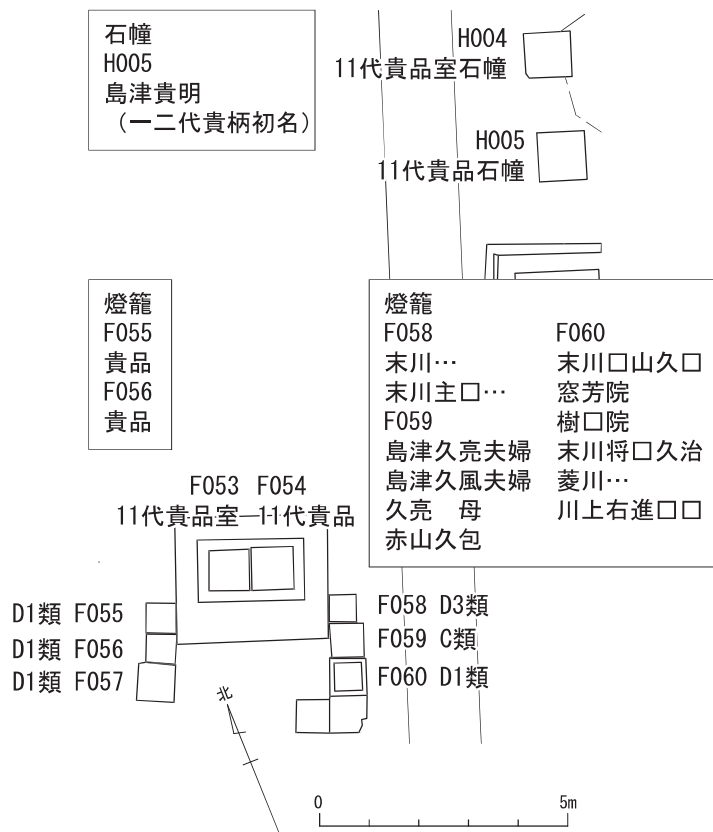 石幢
H005
島津貴明
（一二代貴柄初名）
H004
11代貴品室石幢
H005
11代貴品石幢
燈籠
F055
貴品
F056
貴品
燈籠
F058
末川…
末川主□…
F059
島津久亮夫婦
島津久風夫婦
久亮　母
赤山久包
F060
末川□山久□
窓芳院
樹□院
末川将□久治
菱川…
川上右進□□
F053 F054
11代貴品室 11代貴品
D1類 F055
D1類 F056
D1類 F057
F058 D3類
F059 C類
F060 D1類
北
0 5m